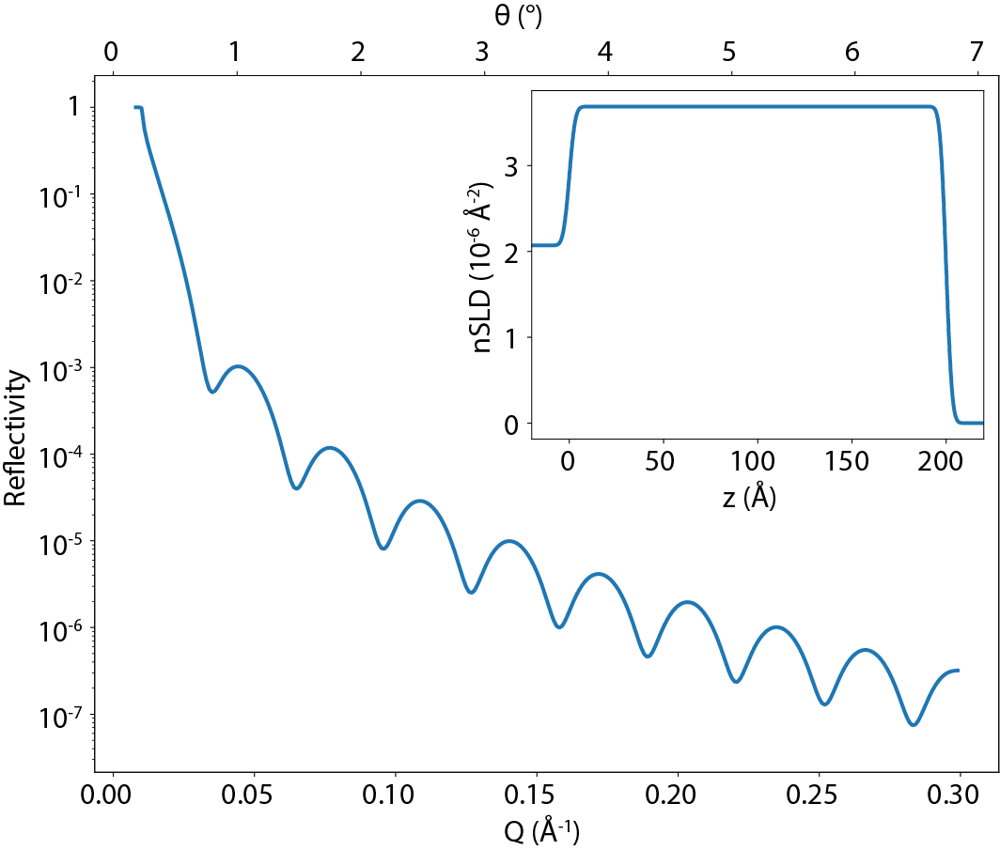 θ (°)
0 1 2 3 4 5 6 7
1
10⁻¹
10⁻²
10⁻³
10⁻⁴
10⁻⁵
10⁻⁶
10⁻⁷
Reflectivity
0.00 0.05 0.10 0.15 0.20 0.25 0.30
Q (Å⁻¹)
3
2
1
0
nSLD (10⁻⁶ Å⁻²)
0 50 100 150 200
z (Å)